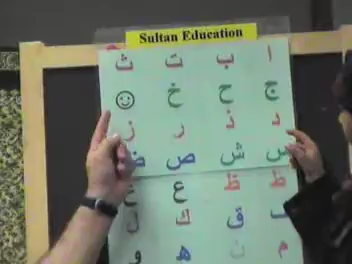 Sultan Education
ا ب ت ث
ج ح خ
د ذ ر ز
س ش ص ض
ط ظ ع غ
ف ق ك ل
م ن ه و